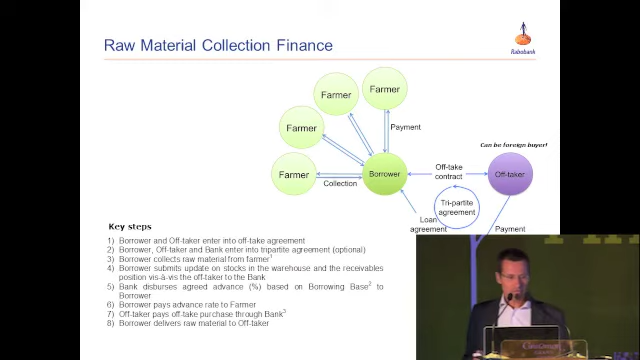 Raw Material Collection Finance
Rabobank
Farmer
Farmer
Farmer
Farmer
Payment
Can be foreign buyer!
Borrower
Off-take
contract
Off-taker
Collection
Tri-partite
agreement
Loan
agreement
Payment
Key steps
1) Borrower and Off-taker enter into off-take agreement
2) Borrower, Off-taker and Bank enter into tripartite agreement (optional)
3) Borrower collects raw material from farmer¹
4) Borrower submits update on stocks in the warehouse and the receivables
position vis-à-vis the off-taker to the Bank
5) Bank disburses agreed advance (%) based on Borrowing Base² to
Borrower
6) Borrower pays advance rate to Farmer
7) Off-taker pays off-take purchase through Bank³
8) Borrower delivers raw material to Off-taker